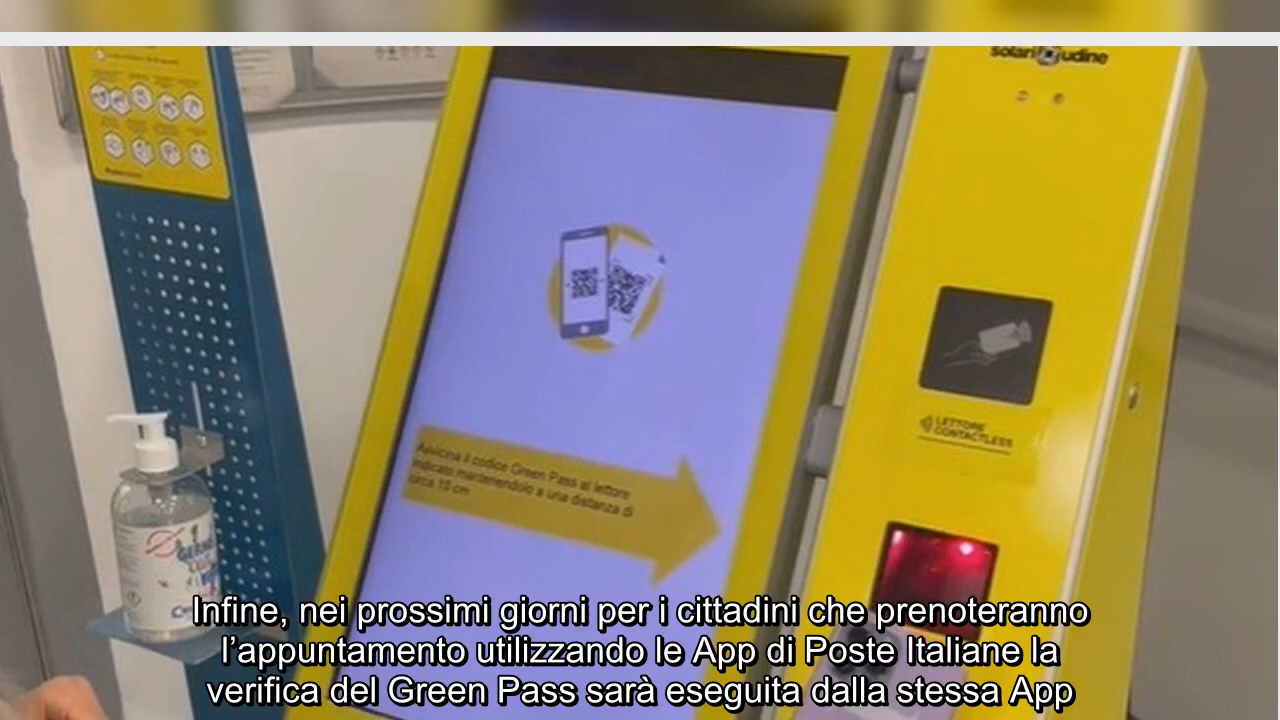 solari udine
LETTORE
CONTACTLESS
Avvicina il codice Green Pass al lettore
indicato mantenendolo a una distanza di
circa 10 cm
Infine, nei prossimi giorni per i cittadini che prenoteranno
l’appuntamento utilizzando le App di Poste Italiane la
verifica del Green Pass sarà eseguita dalla stessa App